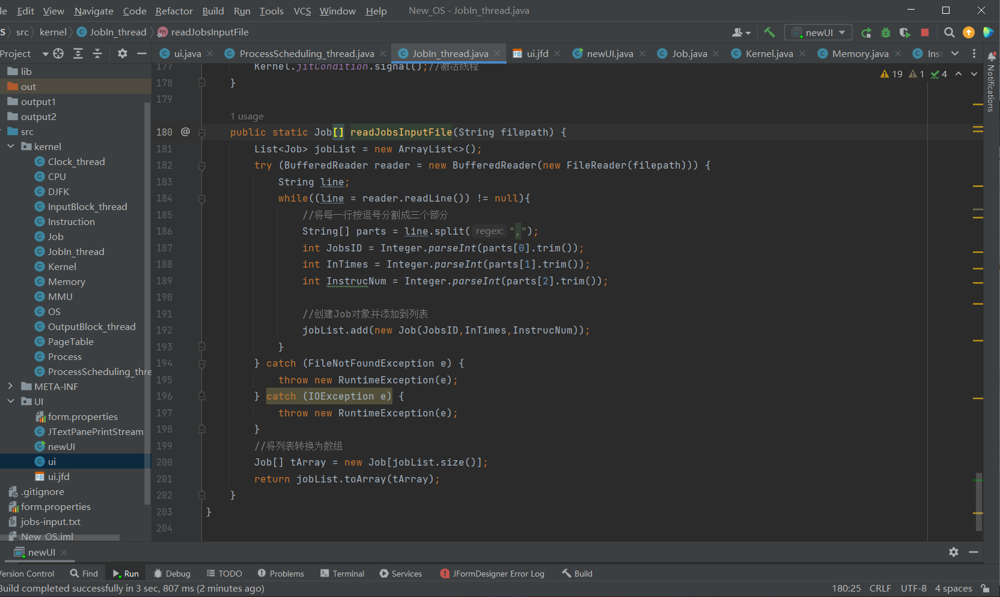 le Edit View Navigate Code Refactor Build Run Tools VCS Window Help New_OS - JobIn_thread.java
S src kernel JobIn_thread readJobsInputFile newUI
Project ui.java ProcessScheduling_thread.java JobIn_thread.java ui.jfd newUI.java Job.java Kernel.java Memory.java Ins
Notifications
19 1 4
lib
out
output1
output2
src
kernel
Clock_thread
CPU
DJFK
InputBlock_thread
Instruction
Job
JobIn_thread
Kernel
Memory
MMU
OS
OutputBlock_thread
PageTable
Process
ProcessScheduling_thre
META-INF
UI
form.properties
JTextPanePrintStream
newUI
ui
ui.jfd
.gitignore
form.properties
jobs-input.txt
New_OS.iml
177 Kernel.jitCondition.signal();//激活线程
178 }
179
1 usage
180 @ public static Job[] readJobsInputFile(String filepath) {
181 List<Job> jobList = new ArrayList<>();
182 try (BufferedReader reader = new BufferedReader(new FileReader(filepath))) {
183 String line;
184 while((line = reader.readLine()) != null){
185 //将每一行按逗号分割成三个部分
186 String[] parts = line.split( regex: ",");
187 int JobsID = Integer.parseInt(parts[0].trim());
188 int InTimes = Integer.parseInt(parts[1].trim());
189 int InstrucNum = Integer.parseInt(parts[2].trim());
190
191 //创建Job对象并添加到列表
192 jobList.add(new Job(JobsID,InTimes,InstrucNum));
193 }
194 } catch (FileNotFoundException e) {
195 throw new RuntimeException(e);
196 } catch (IOException e) {
197 throw new RuntimeException(e);
198 }
199 //将列表转换为数组
200 Job[] tArray = new Job[jobList.size()];
201 return jobList.toArray(tArray);
202 }
203 }
204
newUI
ersion Control Find Run Debug TODO Problems Terminal Services JFormDesigner Error Log Build
Build completed successfully in 3 sec, 807 ms (2 minutes ago) 180:25 CRLF UTF-8 4 spaces